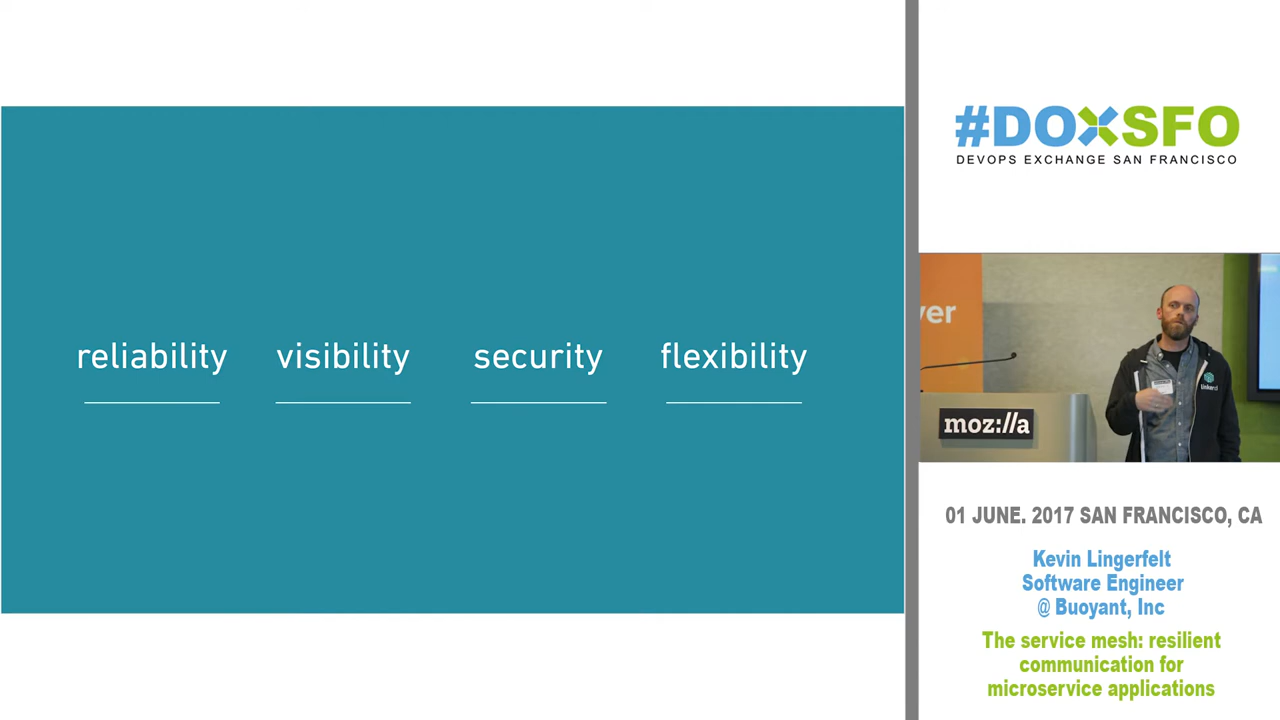 reliability visibility security flexibility
#DOXSFO
DEVOPS EXCHANGE SAN FRANCISCO
moz://a
linkerd
01 JUNE. 2017 SAN FRANCISCO, CA
Kevin Lingerfelt
Software Engineer
@ Buoyant, Inc
The service mesh: resilient
communication for
microservice applications